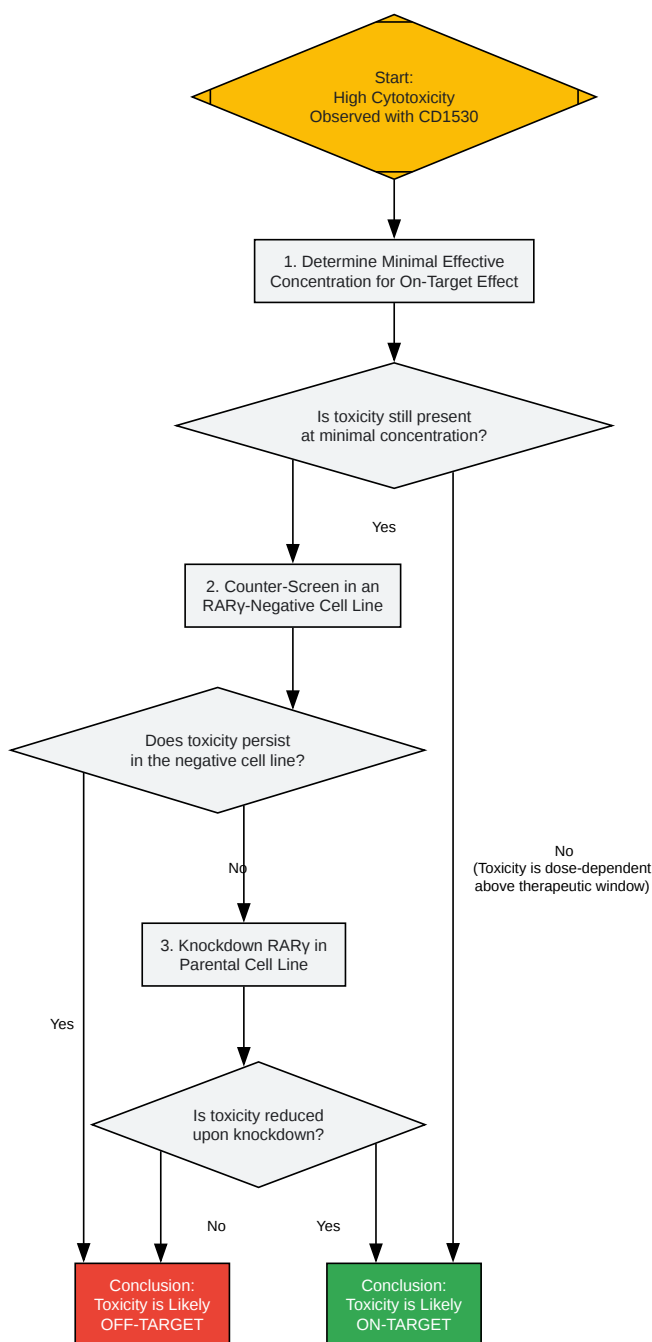 Start:
High Cytotoxicity
Observed with CD1530
1. Determine Minimal Effective
Concentration for On-Target Effect
Is toxicity still present
at minimal concentration?
Yes
2. Counter-Screen in an
RARγ-Negative Cell Line
Does toxicity persist
in the negative cell line?
No
(Toxicity is dose-dependent
above therapeutic window)
No
3. Knockdown RARγ in
Parental Cell Line
Yes
Is toxicity reduced
upon knockdown?
No
Yes
Conclusion:
Toxicity is Likely
OFF-TARGET
Conclusion:
Toxicity is Likely
ON-TARGET